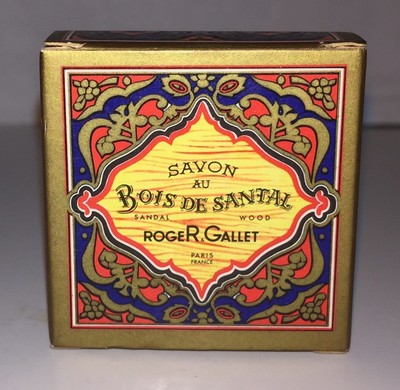 SAVON
AU
BOIS DE SANTAL
SANDAL WOOD
ROGER & GALLET
PARIS
FRANCE